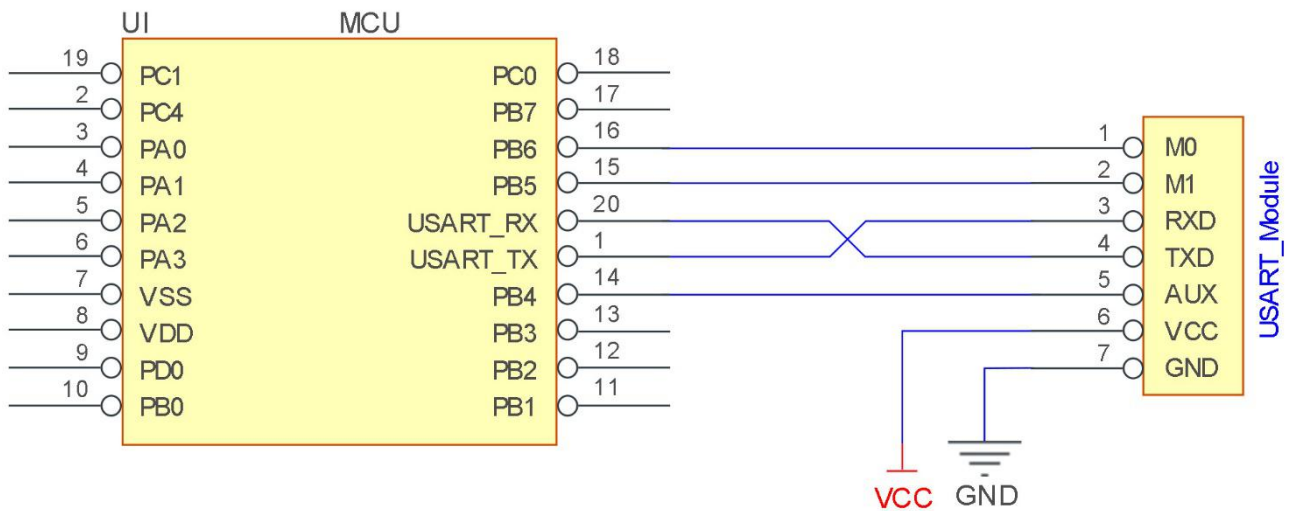 UI MCU
19 PC1 PC0 18
2 PC4 PB7 17
3 PA0 PB6 16 1 M0
4 PA1 PB5 15 2 M1
5 PA2 USART_RX 20 3 RXD
6 PA3 USART_TX 1 4 TXD
7 VSS PB4 14 5 AUX
8 VDD PB3 13 6 VCC
9 PD0 PB2 12 7 GND
10 PB0 PB1 11
USART_Module
VCC GND